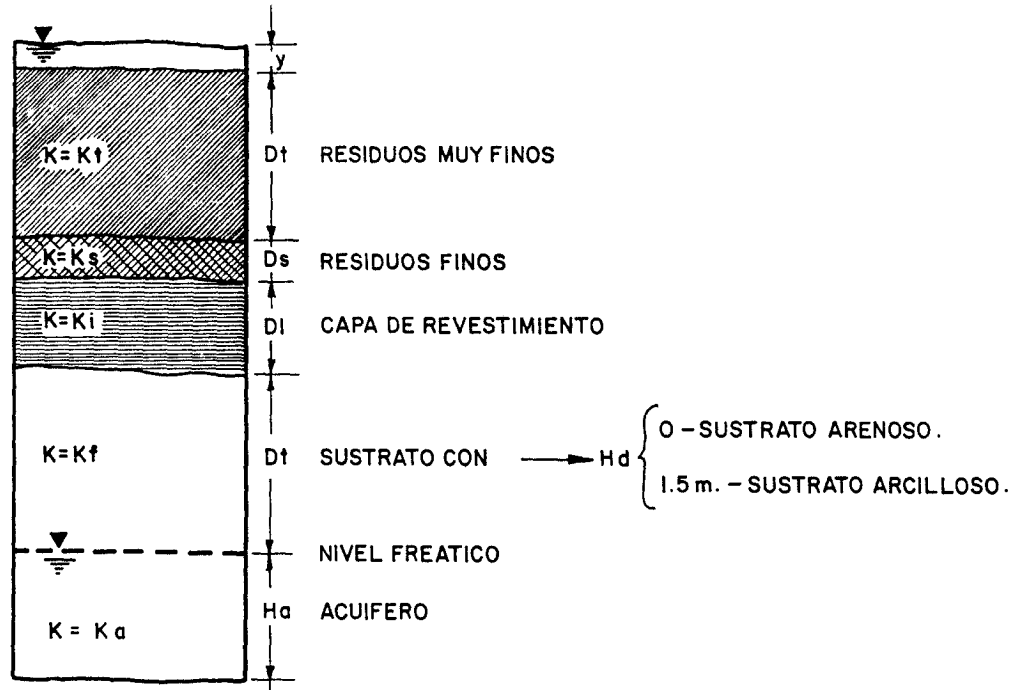 y
K= Kt Dt RESIDUOS MUY FINOS
K=Ks Ds RESIDUOS FINOS
K=Ki Dl CAPA DE REVESTIMIENTO
K=Kf Dt SUSTRATO CON Hd
0 - SUSTRATO ARENOSO.
1.5 m. - SUSTRATO ARCILLOSO.
NIVEL FREATICO
K = Ka Ha ACUIFERO